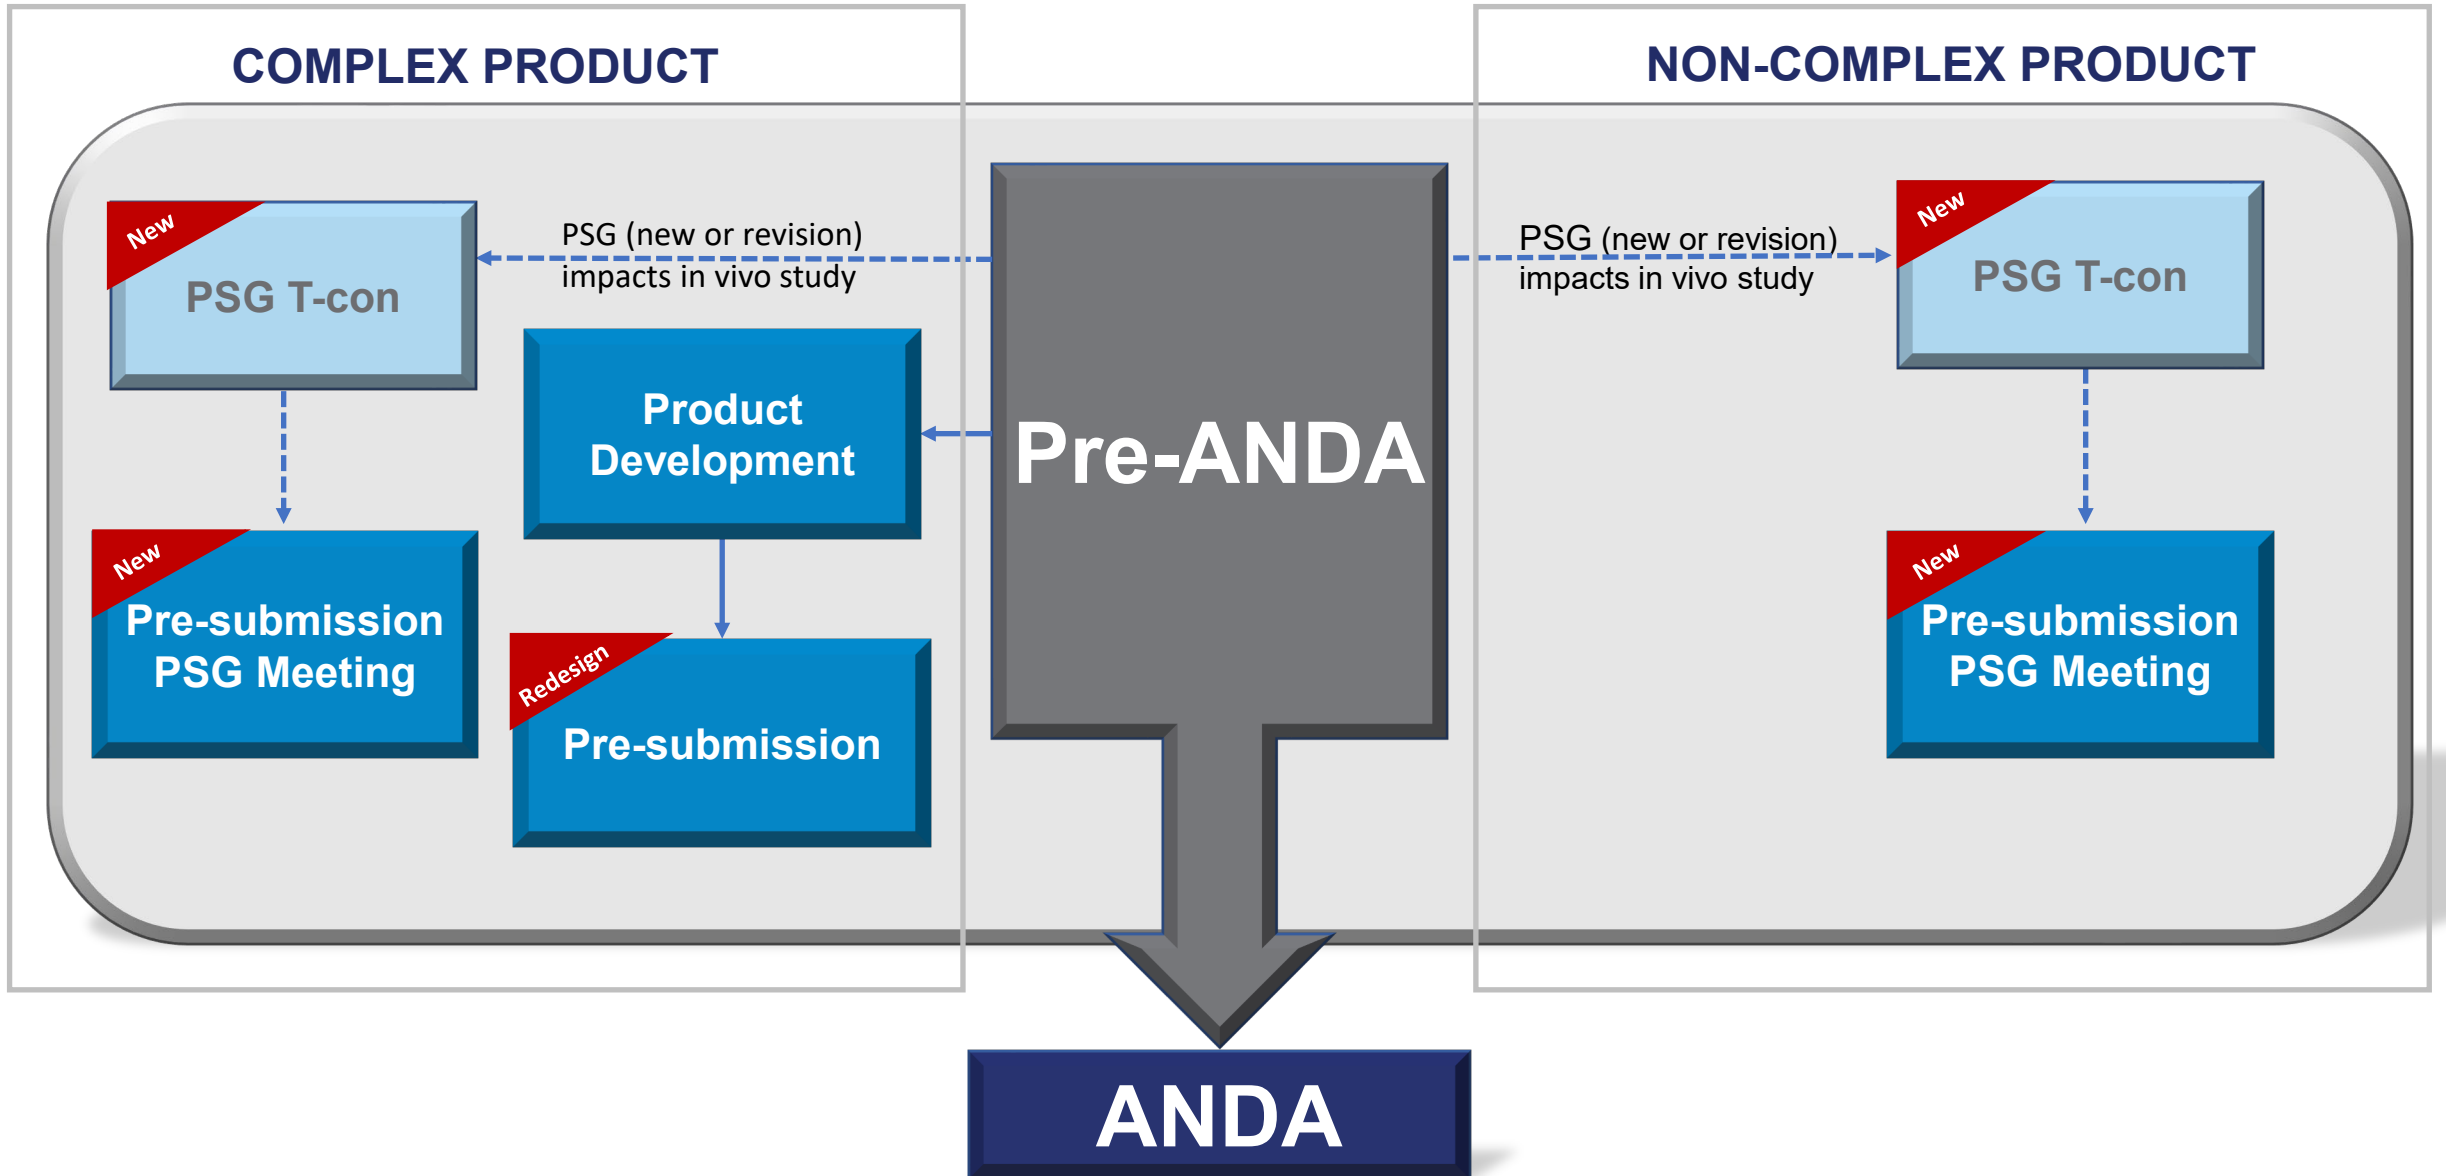 COMPLEX PRODUCT
NON-COMPLEX PRODUCT
New
PSG T-con
PSG (new or revision)
impacts in vivo study
Product
Development
New
Pre-submission
PSG Meeting
Redesign
Pre-submission
Pre-ANDA
PSG (new or revision)
impacts in vivo study
New
PSG T-con
New
Pre-submission
PSG Meeting
ANDA